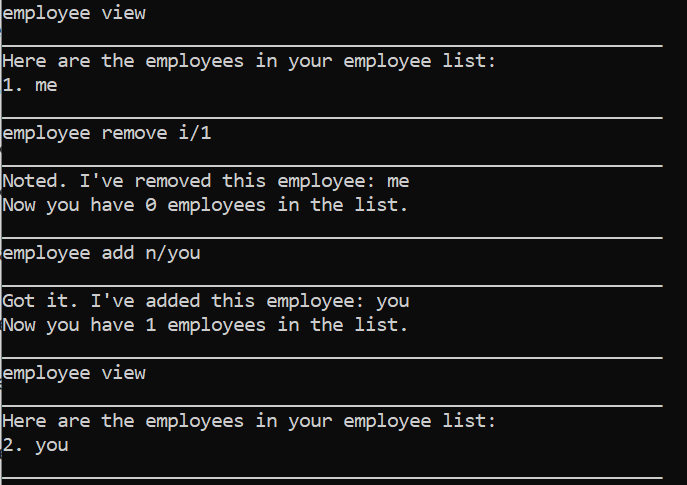 employee view
Here are the employees in your employee list:
1. me
employee remove i/1
Noted. I've removed this employee: me
Now you have 0 employees in the list.
employee add n/you
Got it. I've added this employee: you
Now you have 1 employees in the list.
employee view
Here are the employees in your employee list:
2. you